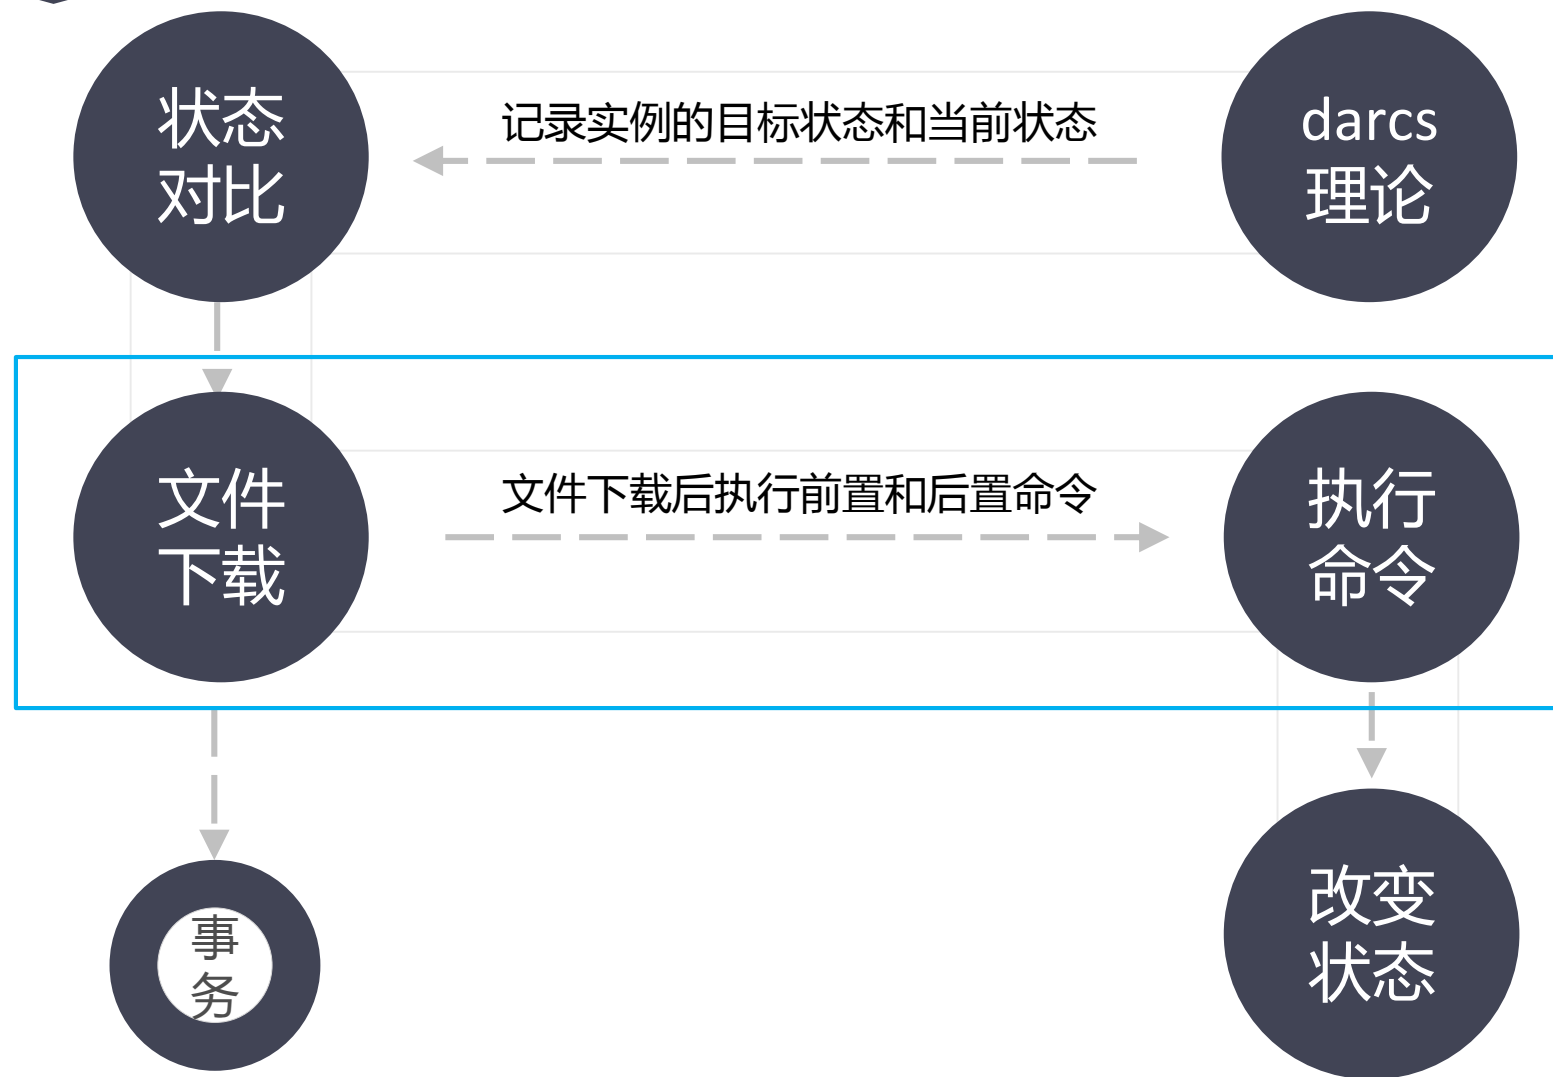 状态
对比
记录实例的目标状态和当前状态
darcs
理论
文件
下载
文件下载后执行前置和后置命令
执行
命令
事
务
改变
状态